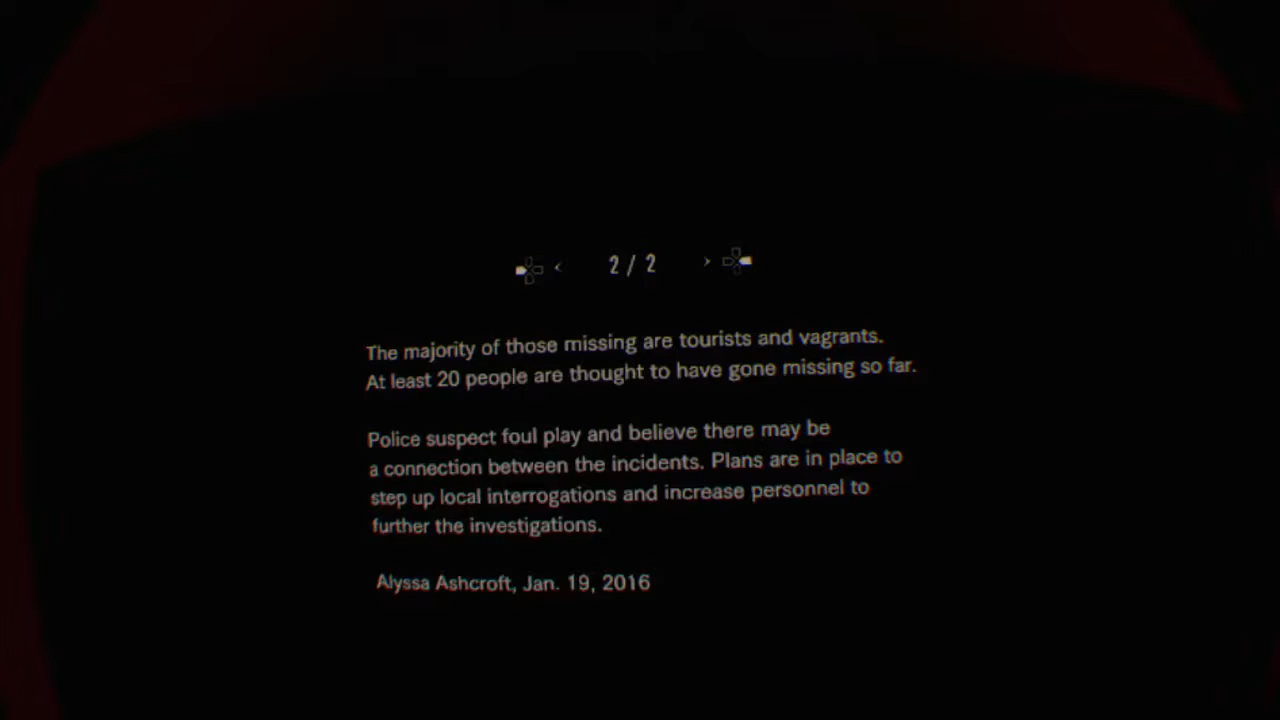 < 2 / 2 >
The majority of those missing are tourists and vagrants.
At least 20 people are thought to have gone missing so far.
Police suspect foul play and believe there may be
a connection between the incidents. Plans are in place to
step up local interrogations and increase personnel to
further the investigations.
Alyssa Ashcroft, Jan. 19, 2016